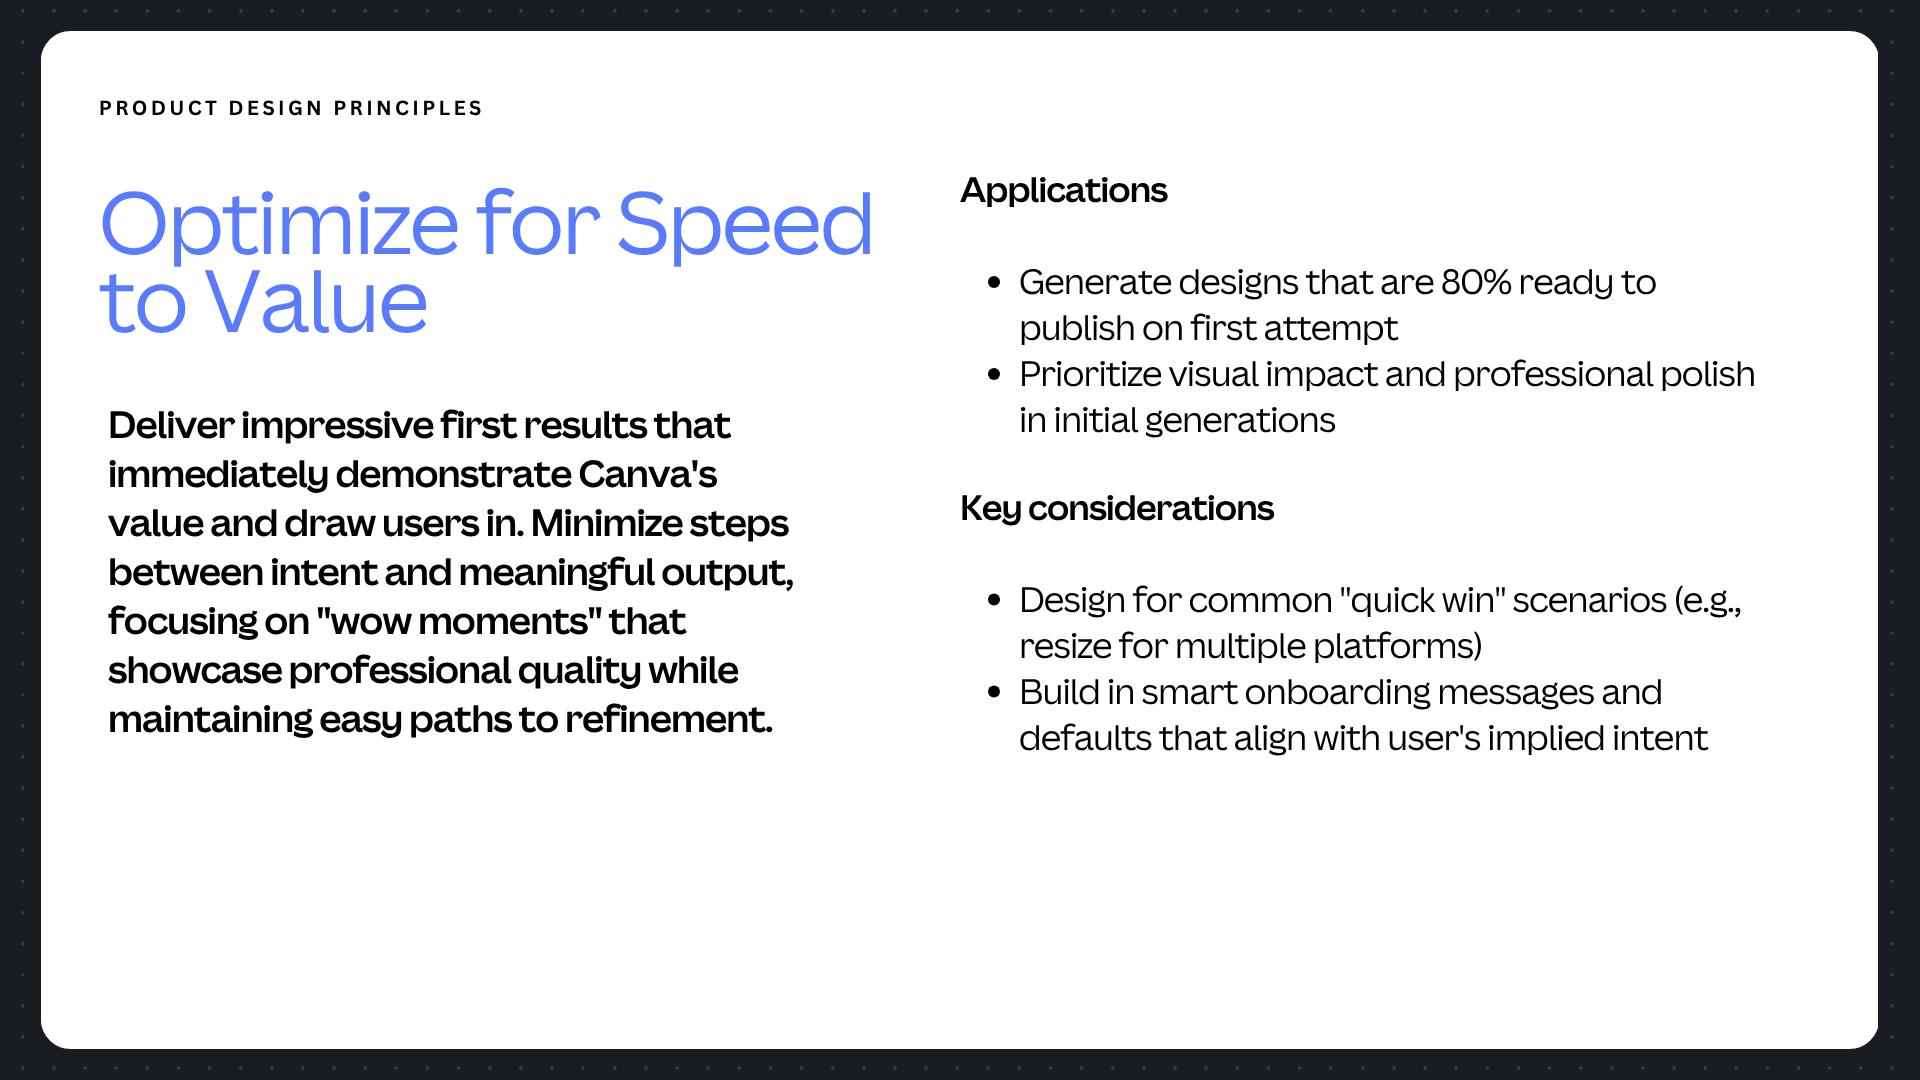 PRODUCT DESIGN PRINCIPLES
Optimize for Speed
to Value
Deliver impressive first results that
immediately demonstrate Canva's
value and draw users in. Minimize steps
between intent and meaningful output,
focusing on "wow moments" that
showcase professional quality while
maintaining easy paths to refinement.
Applications
• Generate designs that are 80% ready to
publish on first attempt
• Prioritize visual impact and professional polish
in initial generations
Key considerations
• Design for common "quick win" scenarios (e.g.,
resize for multiple platforms)
• Build in smart onboarding messages and
defaults that align with user's implied intent